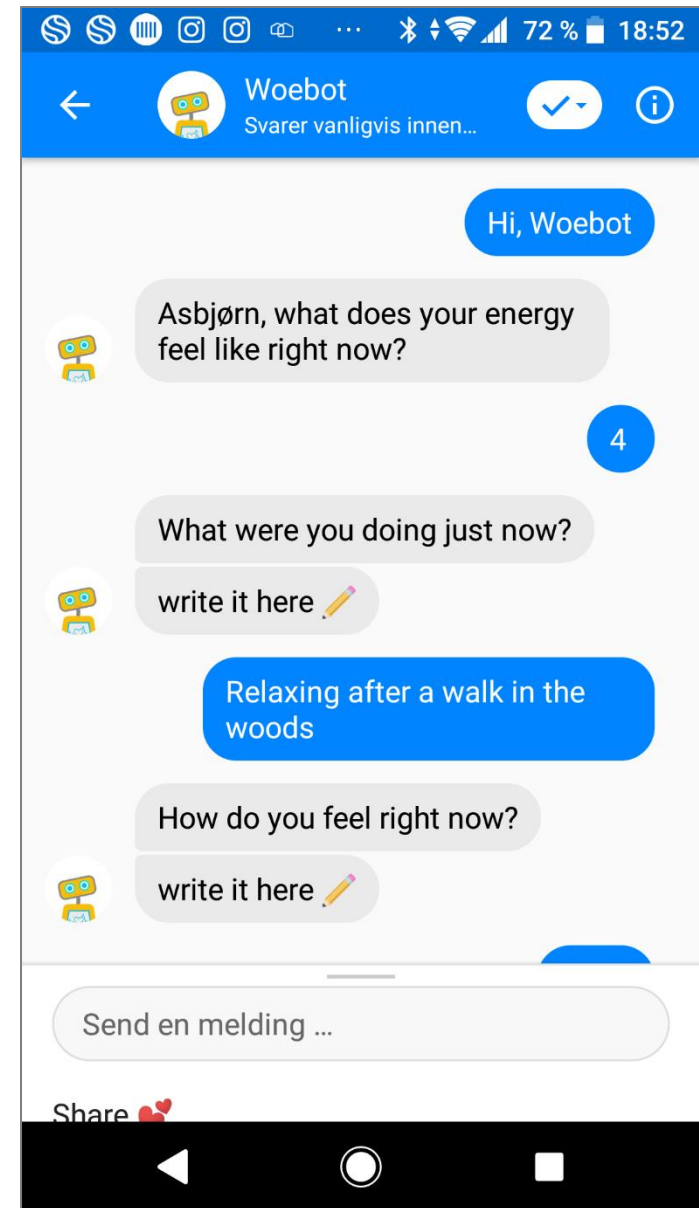 72 % 18:52
Woebot
Svarer vanligvis innen...
Hi, Woebot
Asbjørn, what does your energy
feel like right now?
4
What were you doing just now?
write it here
Relaxing after a walk in the
woods
How do you feel right now?
write it here
Send en melding ...
Share